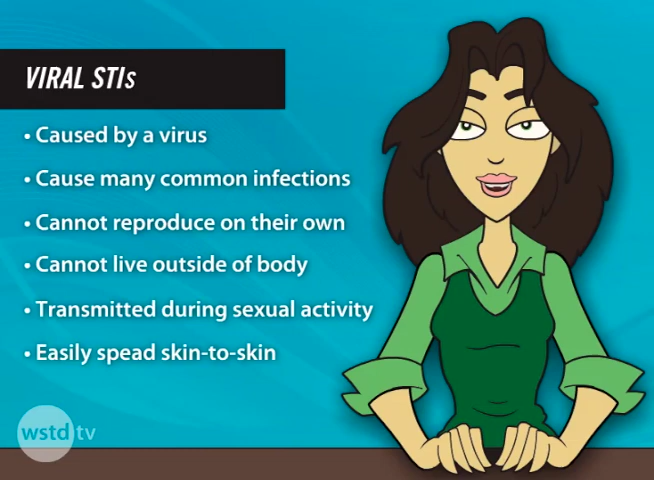 VIRAL STIs
• Caused by a virus
• Cause many common infections
• Cannot reproduce on their own
• Cannot live outside of body
• Transmitted during sexual activity
• Easily spead skin-to-skin
wstd tv